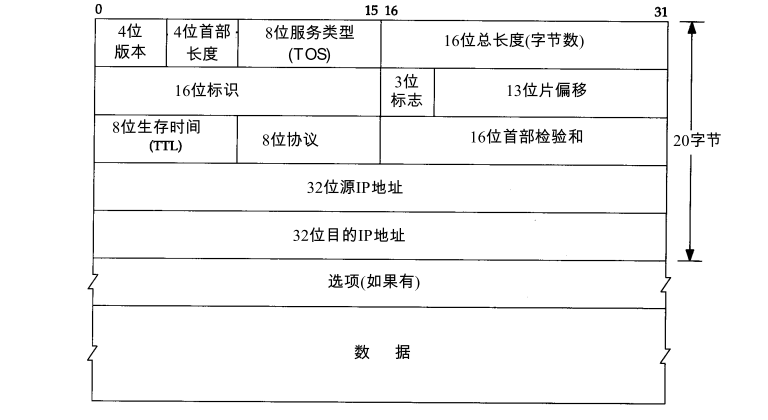 0 15 16 31
4位
版本
4位首部
长度
8位服务类型
(TOS)
16位总长度(字节数)
16位标识
3位
标志
13位片偏移
8位生存时间
(TTL)
8位协议
16位首部检验和
20字节
32位源IP地址
32位目的IP地址
选项(如果有)
数 据